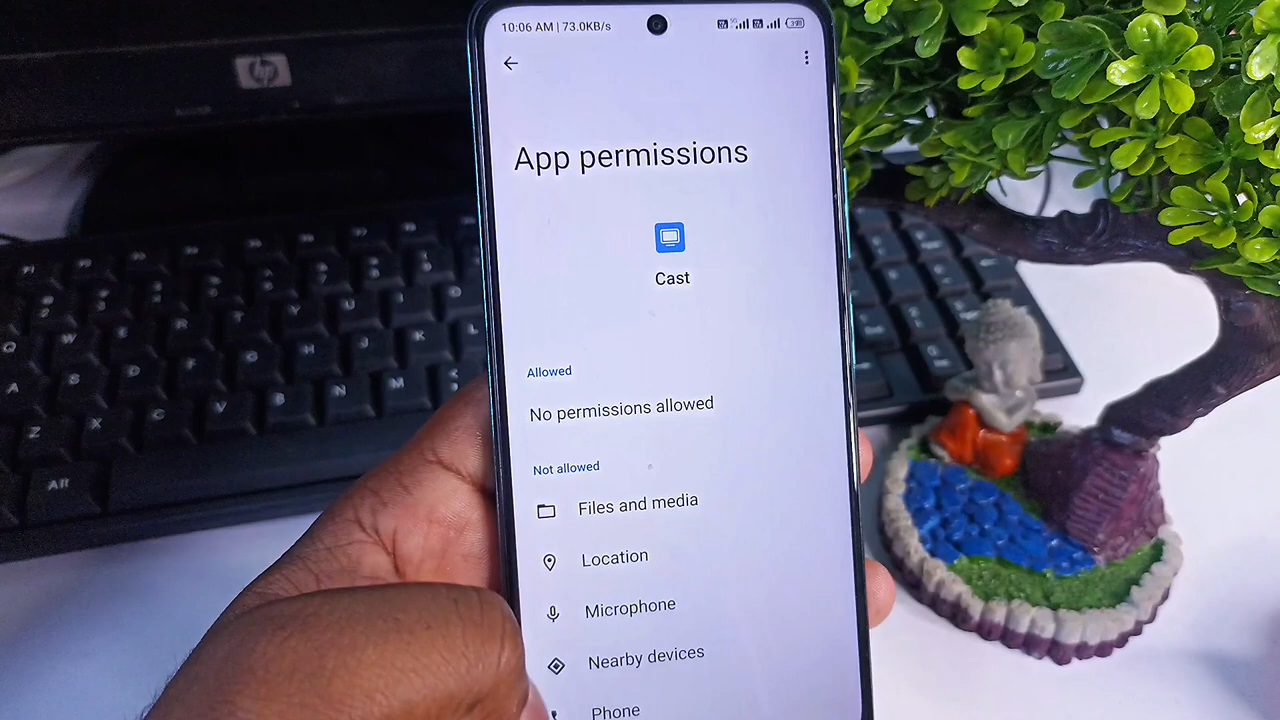 10:06 AM | 73.0KB/s
hp
App permissions
Cast
Allowed
No permissions allowed
Not allowed
Files and media
Location
Microphone
Nearby devices
Phone
Q
W
A
S
D
F
G
H
J
K
L
Z
X
C
V
B
N
M
Alt